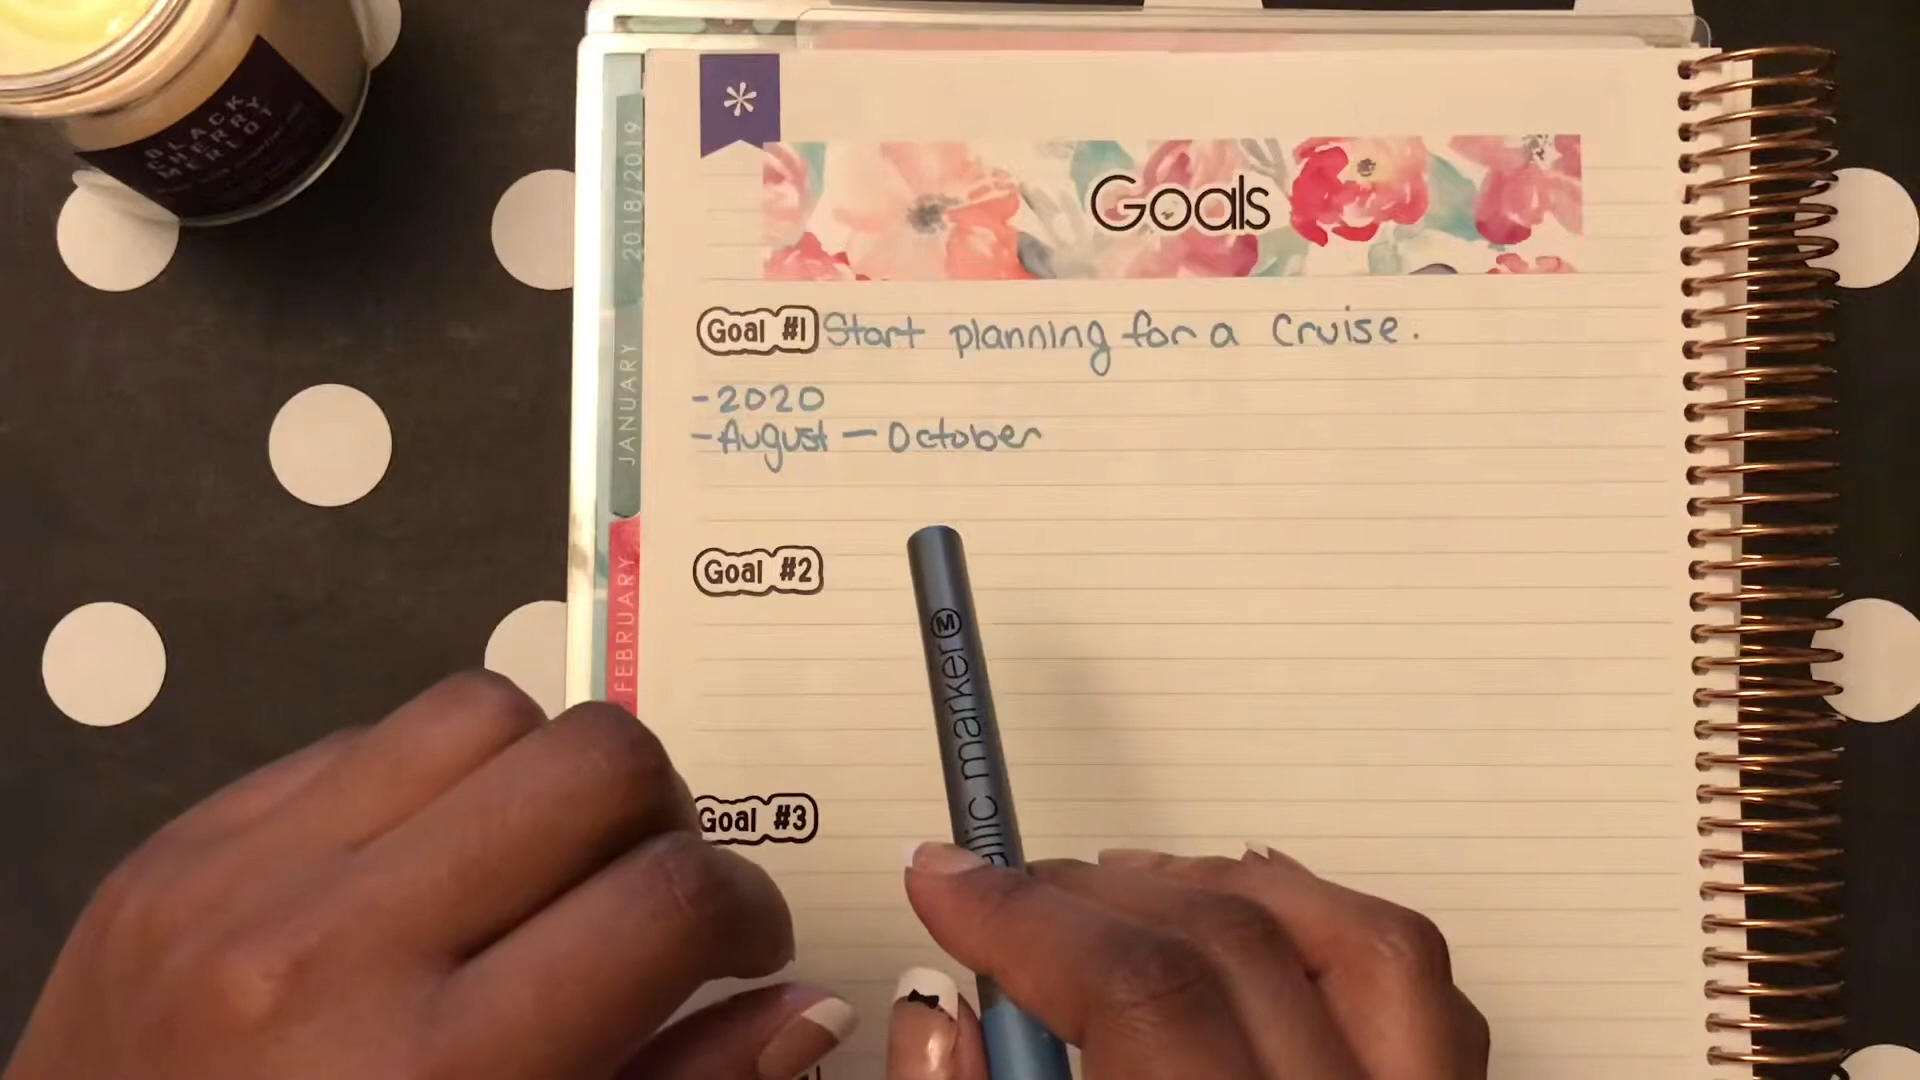 BLACK
CHERRY
MERLOT
*
2018/2019
JANUARY
FEBRUARY
Goals
Goal #1 Start planning for a Cruise.
-2020
-August - October
Goal #2
Goal #3
allic marker M